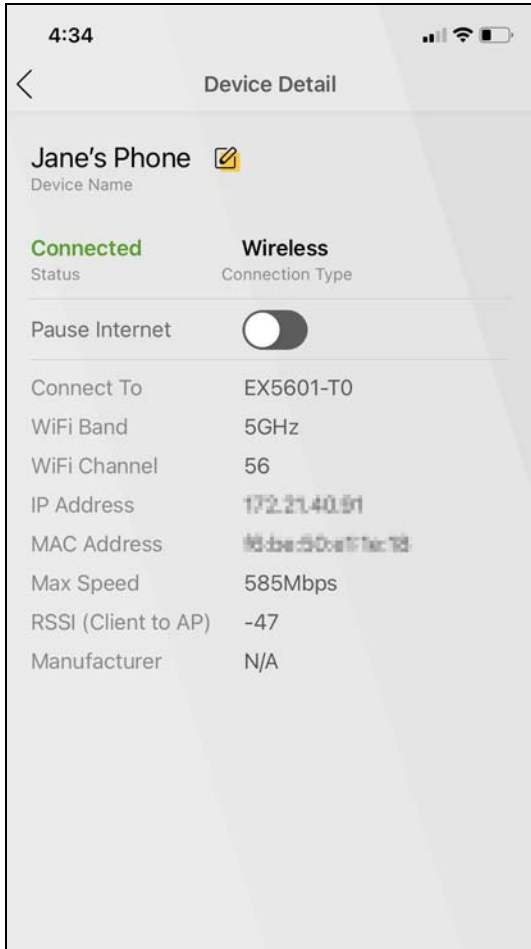 4:34
Device Detail
Jane's Phone
Device Name
Connected Wireless
Status Connection Type
Pause Internet
Connect To EX5601-T0
WiFi Band 5GHz
WiFi Channel 56
IP Address
MAC Address
Max Speed 585Mbps
RSSI (Client to AP) -47
Manufacturer N/A